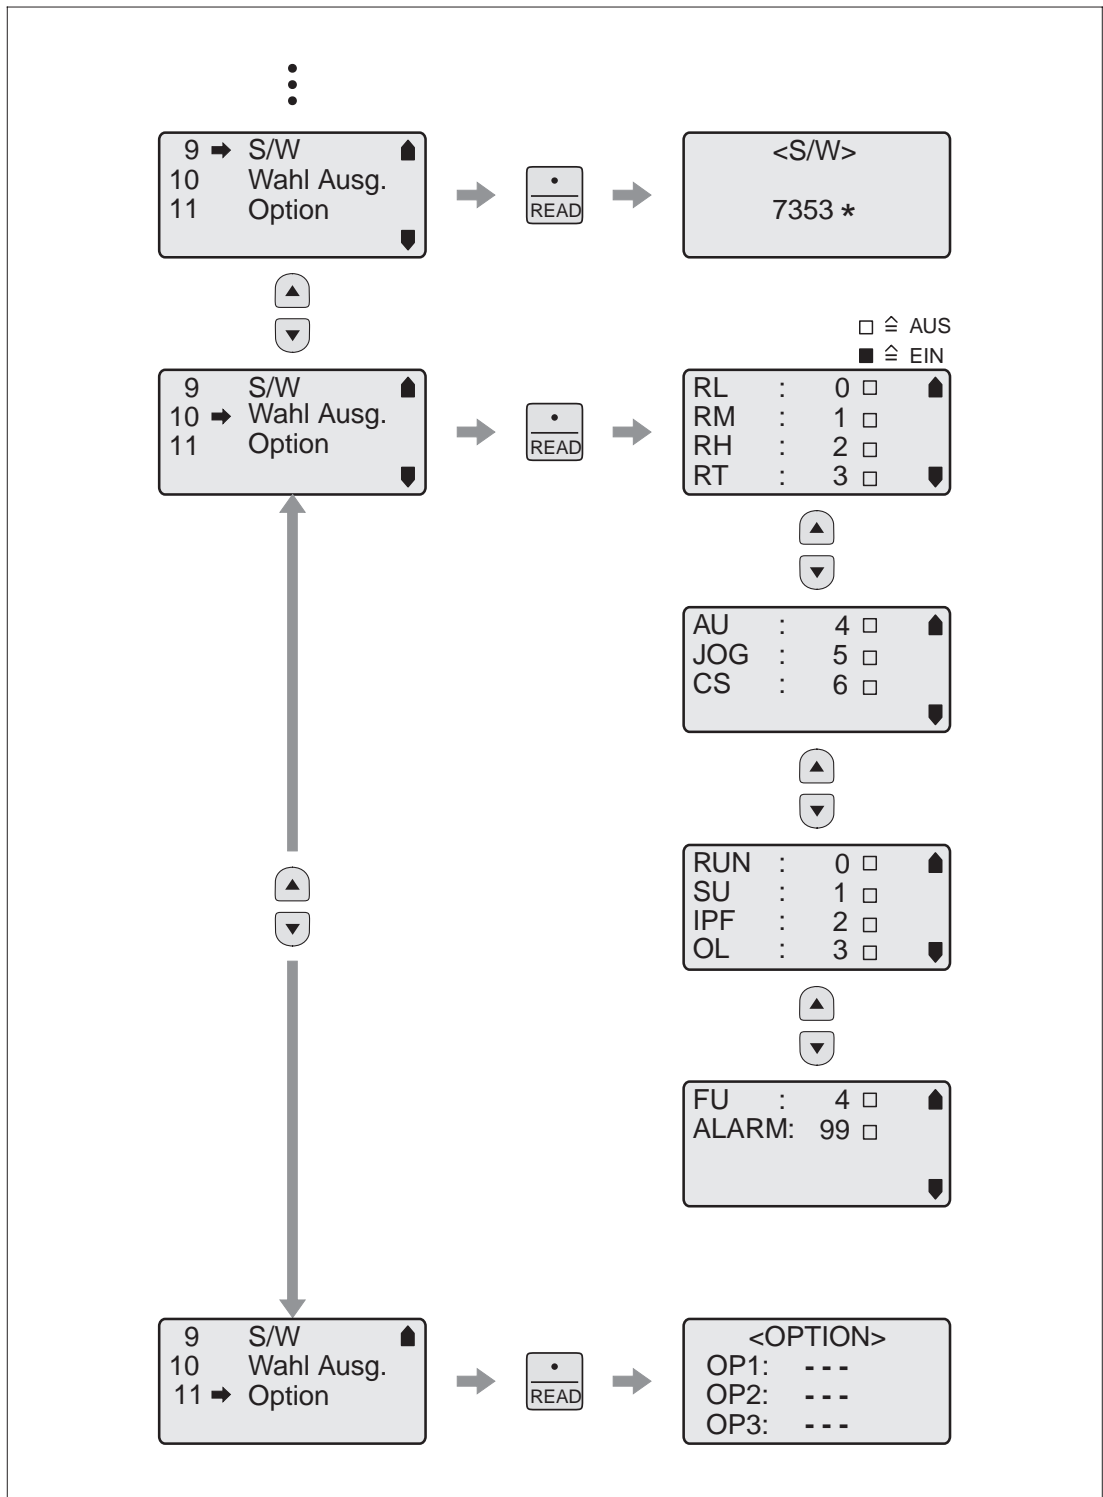 9 ➡ S/W
10 Wahl Ausg.
11 Option
READ
<S/W>
7353 *
□ ≙ AUS
■ ≙ EIN
9 S/W
10 ➡ Wahl Ausg.
11 Option
READ
RL : 0 □
RM : 1 □
RH : 2 □
RT : 3 □
AU : 4 □
JOG : 5 □
CS : 6 □
RUN : 0 □
SU : 1 □
IPF : 2 □
OL : 3 □
FU : 4 □
ALARM: 99 □
9 S/W
10 Wahl Ausg.
11 ➡ Option
READ
<OPTION>
OP1: - - -
OP2: - - -
OP3: - - -